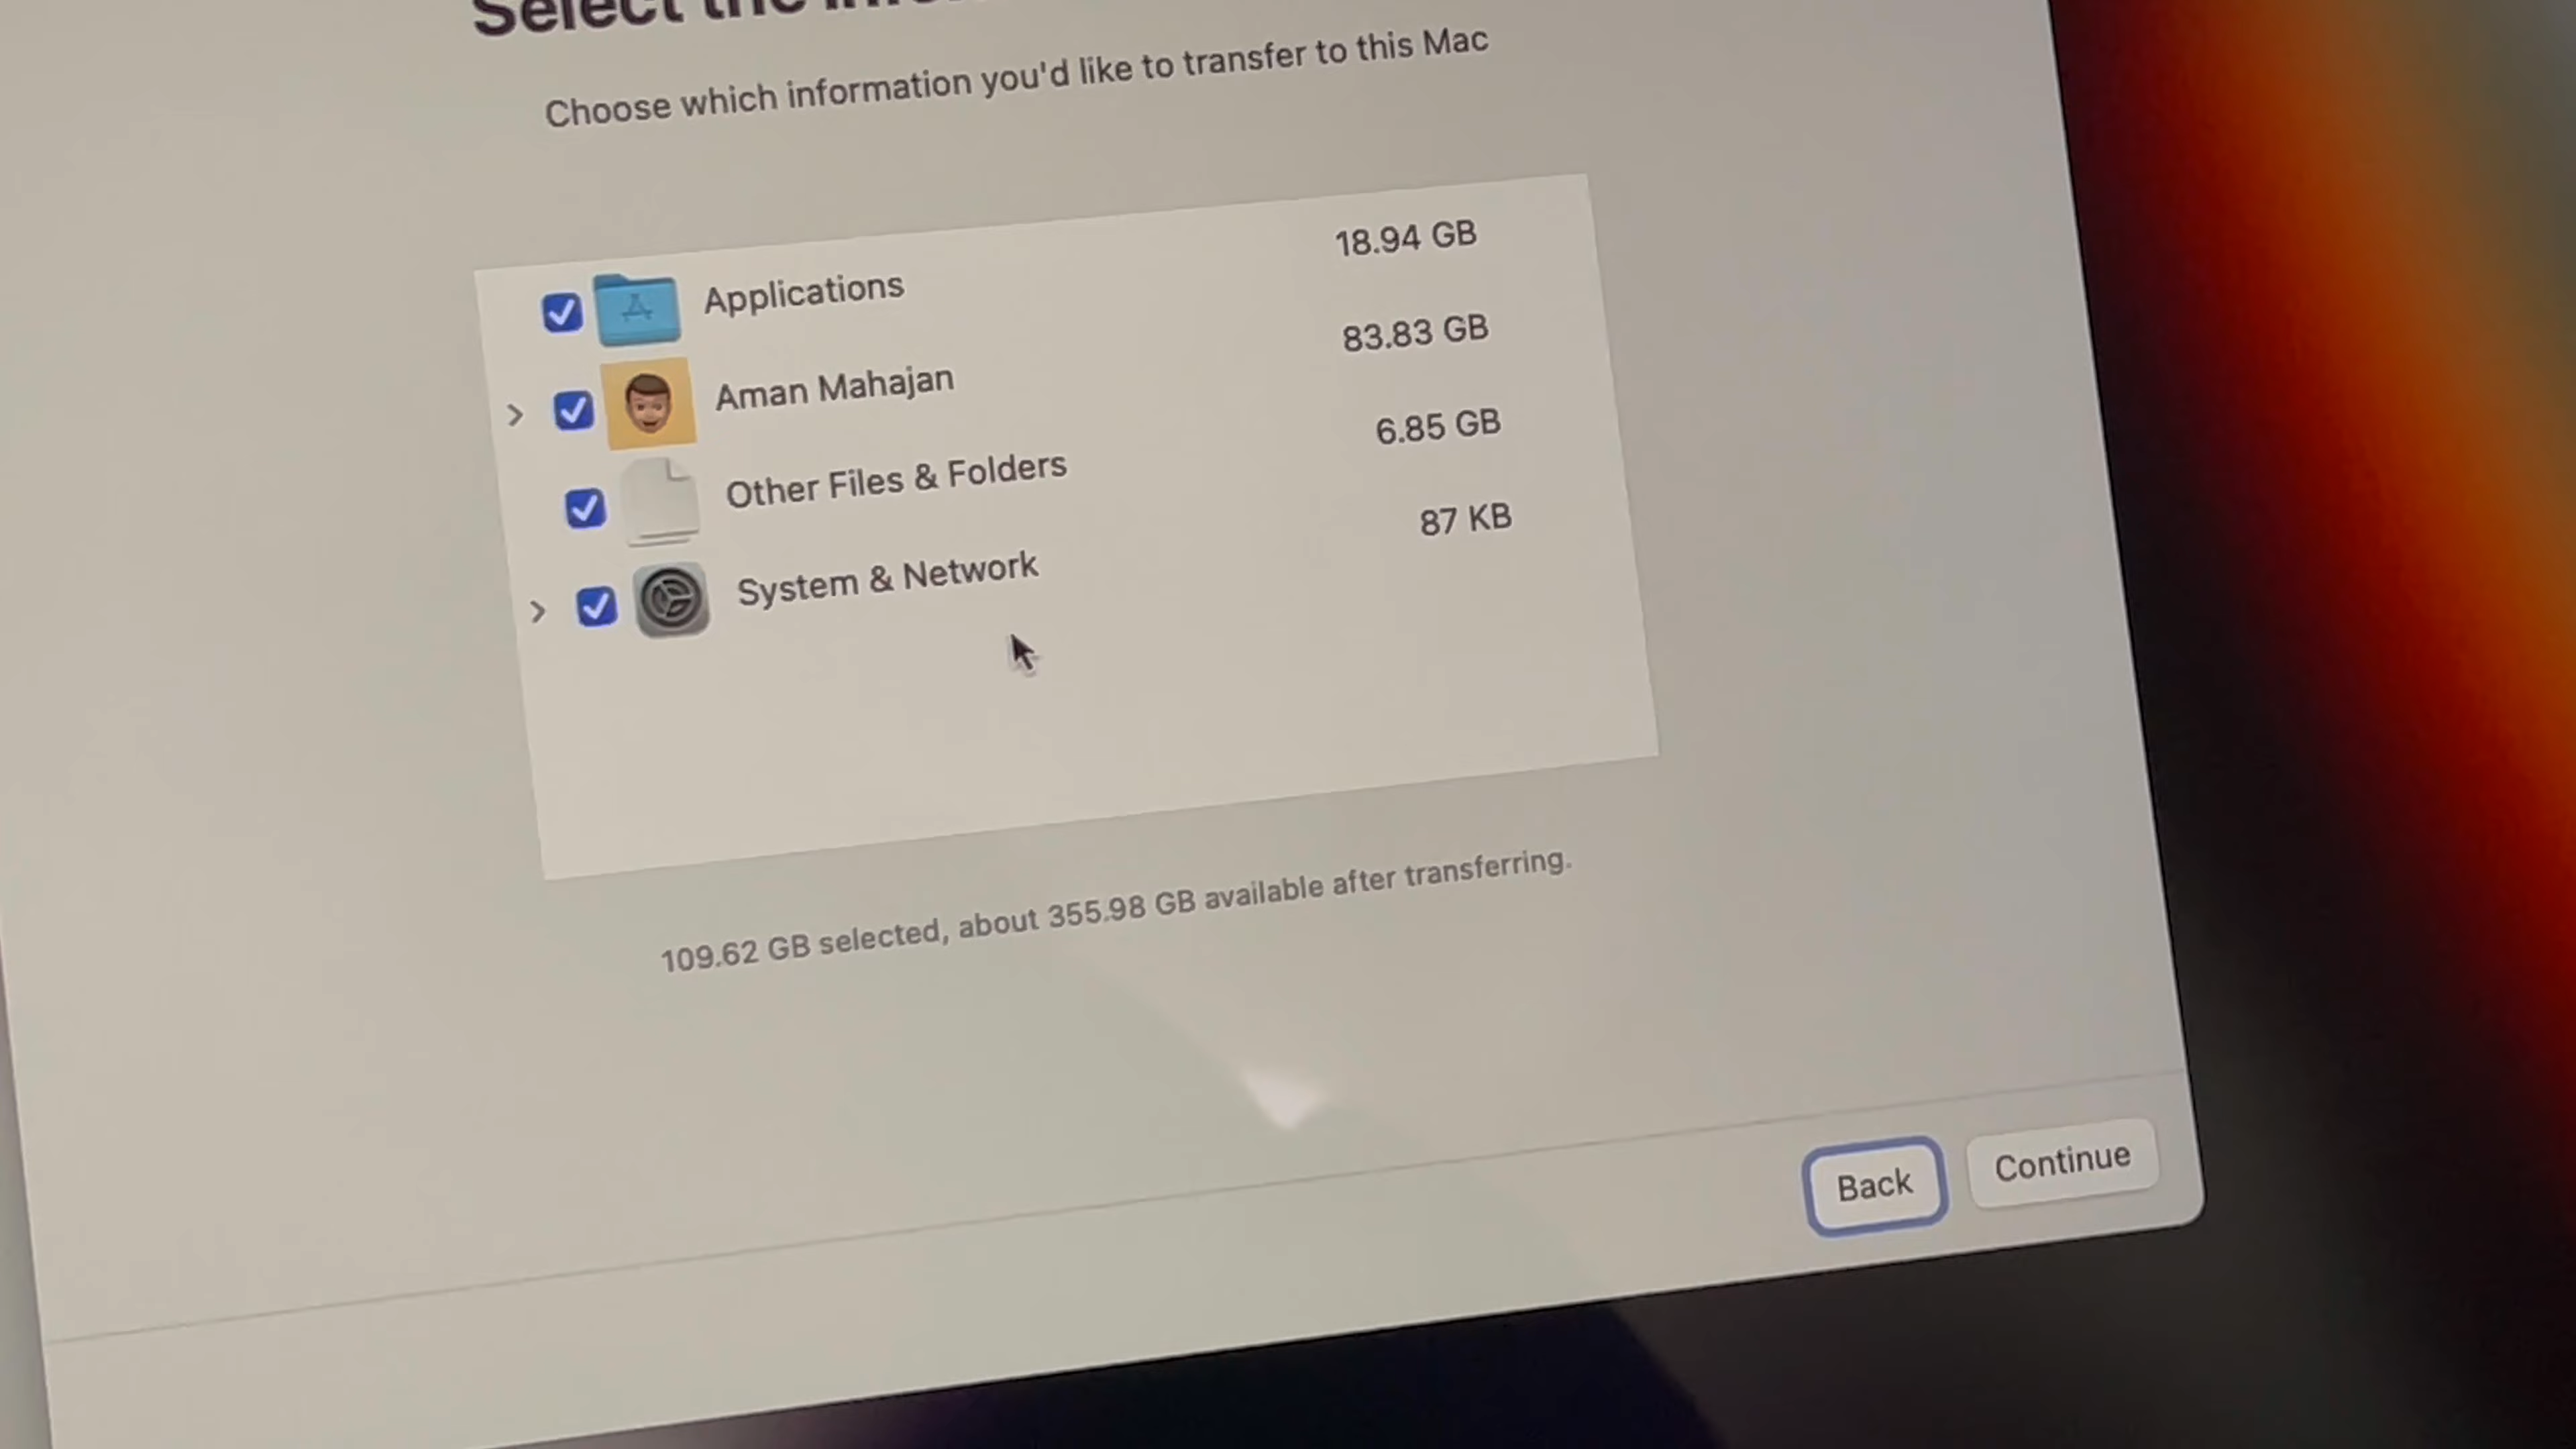 Select the
Choose which information you'd like to transfer to this Mac
Applications 18.94 GB
Aman Mahajan 83.83 GB
Other Files & Folders 6.85 GB
System & Network 87 KB
109.62 GB selected, about 355.98 GB available after transferring.
Back Continue